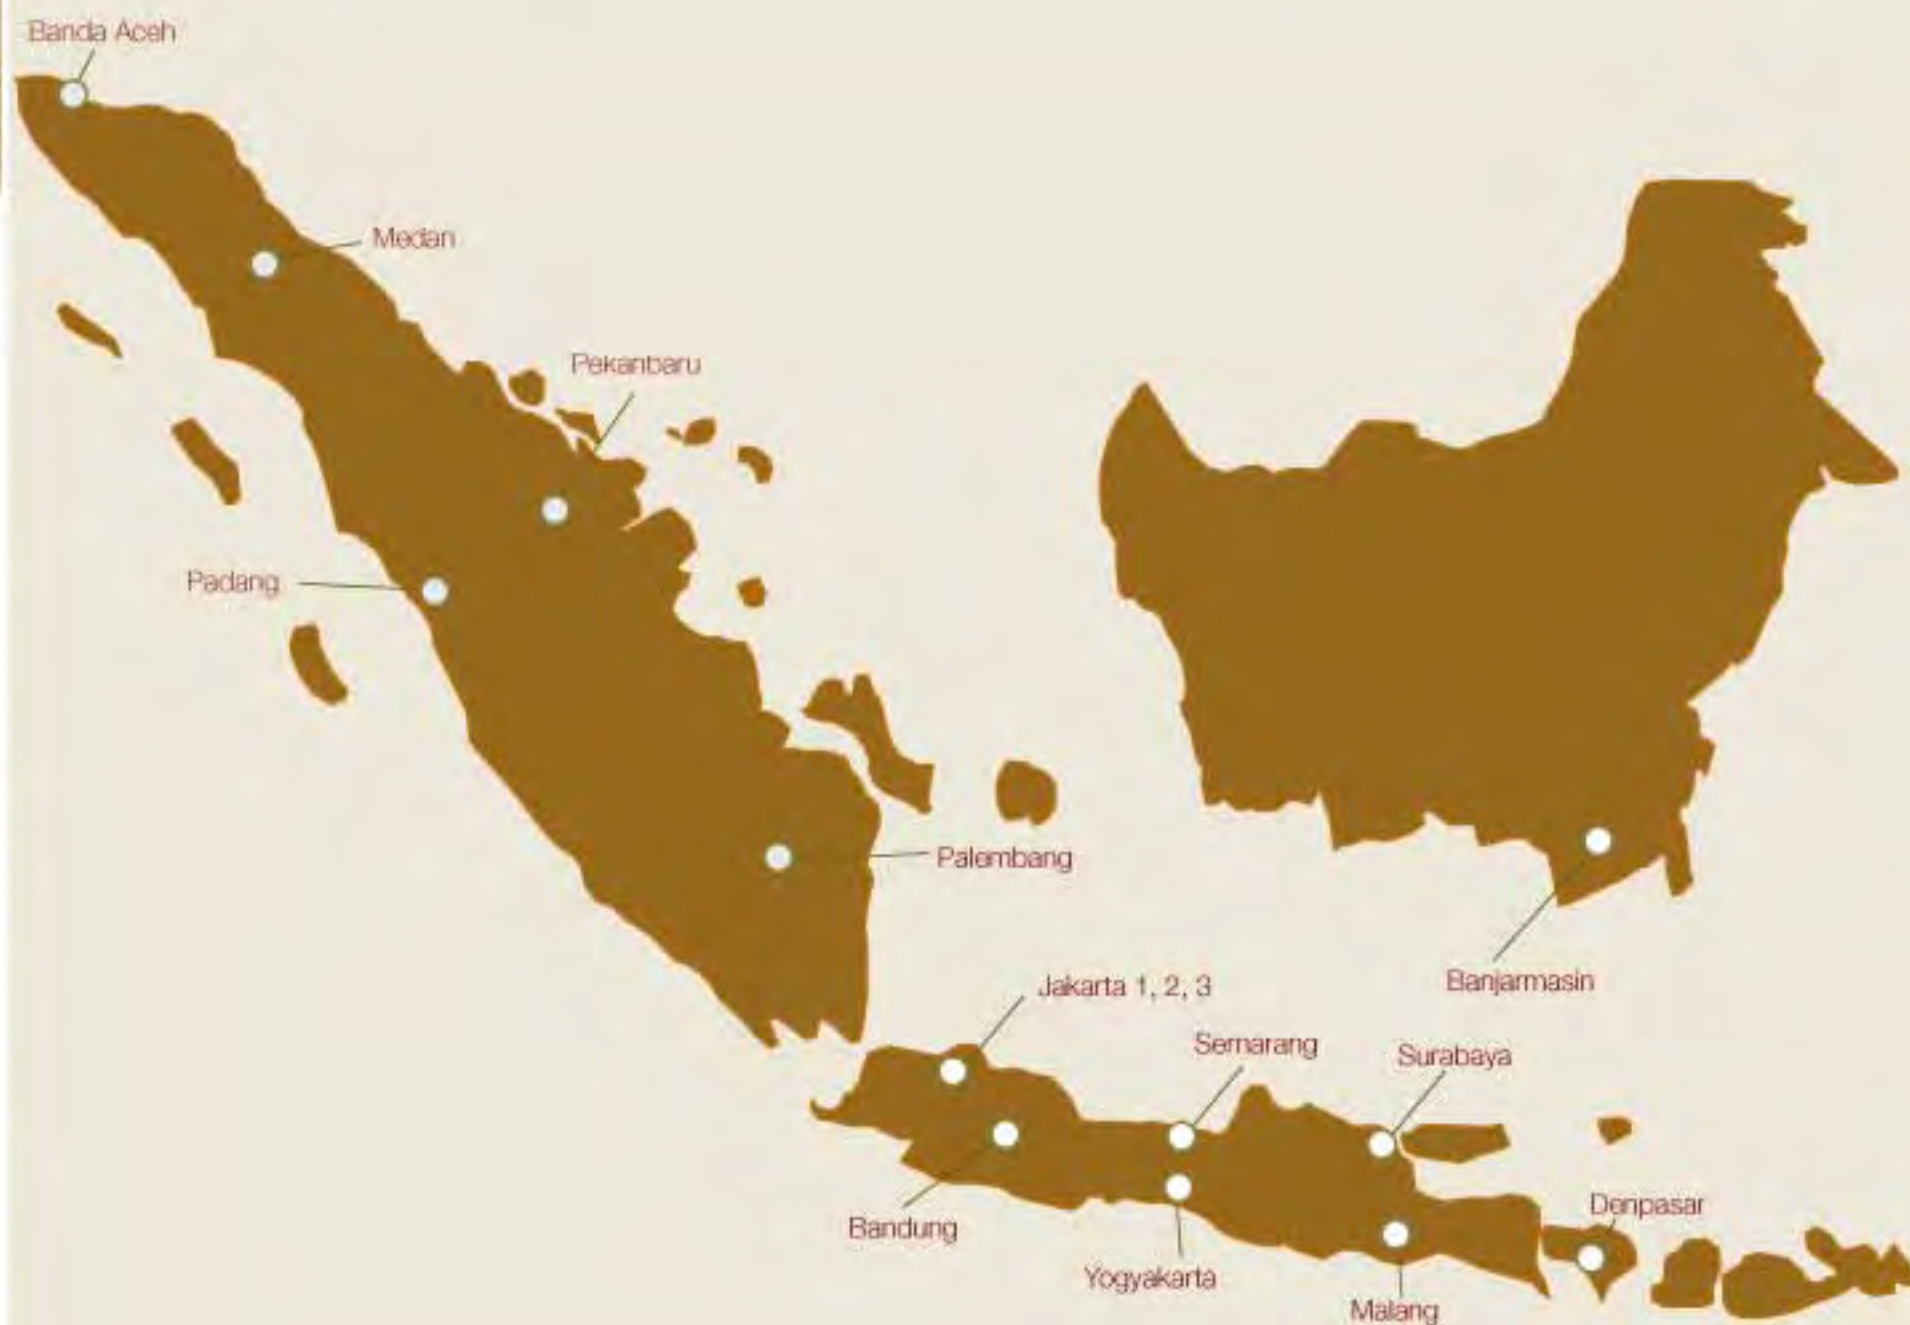 Banda Aceh
Medan
Pekanbaru
Padang
Palembang
Banjarmasin
Jakarta 1, 2, 3
Semarang
Surabaya
Denpasar
Bandung
Yogyakarta
Malang